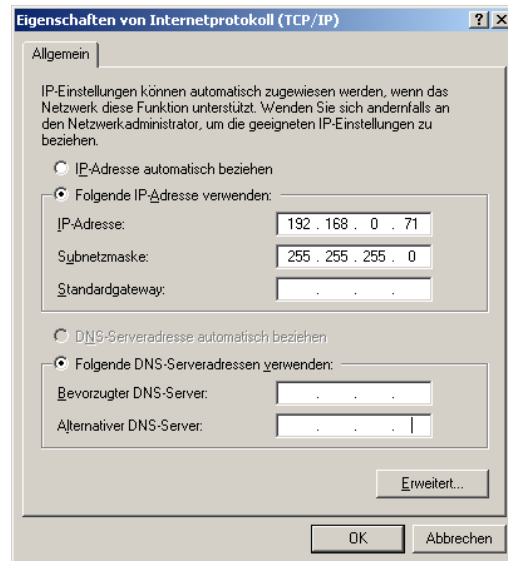 Eigenschaften von Internetprotokoll (TCP/IP)
Allgemein
IP-Einstellungen können automatisch zugewiesen werden, wenn das
Netzwerk diese Funktion unterstützt. Wenden Sie sich andernfalls an
den Netzwerkadministrator, um die geeigneten IP-Einstellungen zu
beziehen.
IP-Adresse automatisch beziehen
Folgende IP-Adresse verwenden:
IP-Adresse: 192 . 168 . 0 . 71
Subnetzmaske: 255 . 255 . 255 . 0
Standardgateway: . . .
DNS-Serveradresse automatisch beziehen
Folgende DNS-Serveradressen verwenden:
Bevorzugter DNS-Server: . . .
Alternativer DNS-Server: . . .
Erweitert...
OK Abbrechen